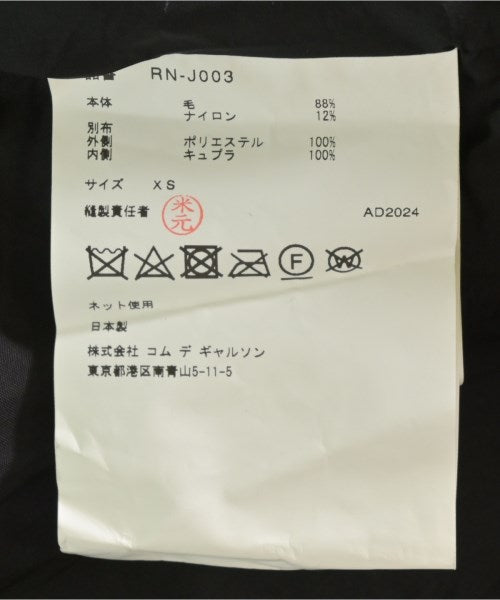 品番 RN-J003
本体 毛 88%
ナイロン 12%
別布
外側 ポリエステル 100%
内側 キュプラ 100%
サイズ XS
縫製責任者 米元 AD2024
F W
ネット使用
日本製
株式会社 コム デ ギャルソン
東京都港区南青山5-11-5